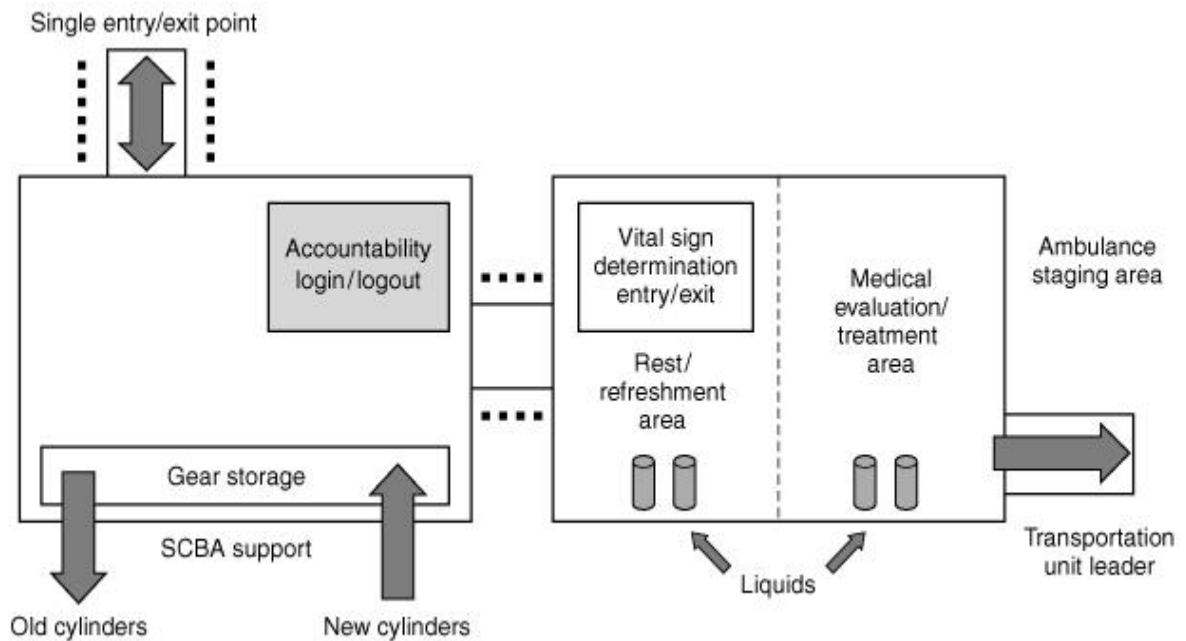 Single entry/exit point
Accountability
login/logout
Vital sign
determination
entry/exit
Rest/
refreshment
area
Medical
evaluation/
treatment
area
Ambulance
staging area
Gear storage
SCBA support
Old cylinders
New cylinders
Liquids
Transportation
unit leader